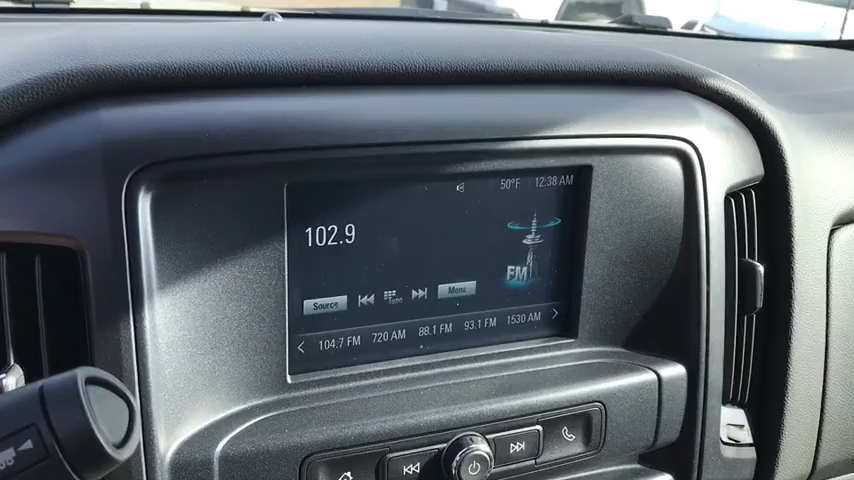 50°F 12:38 AM
102.9
FM
Source Tune Menu
104.7 FM 720 AM 88.1 FM 93.1 FM 1530 AM